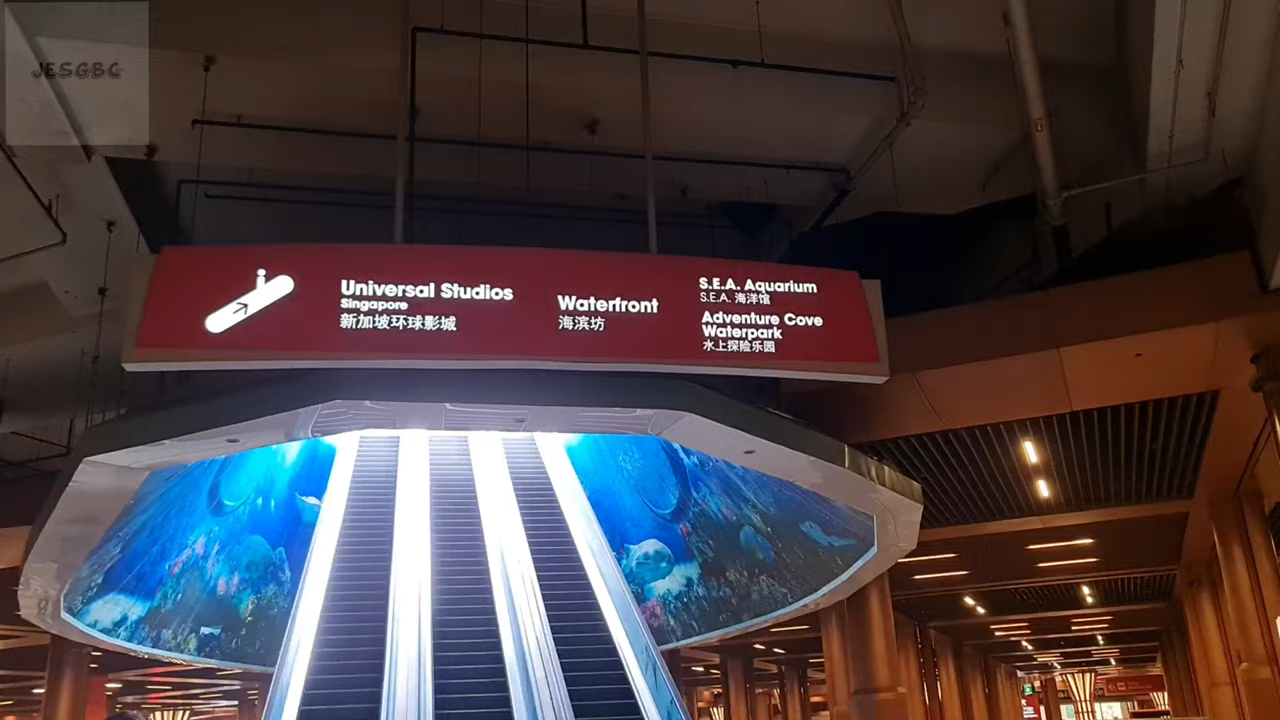 JESGBG
Universal Studios
Singapore
新加坡环球影城
Waterfront
海滨坊
S.E.A. Aquarium
S.E.A. 海洋馆
Adventure Cove
Waterpark
水上探险乐园